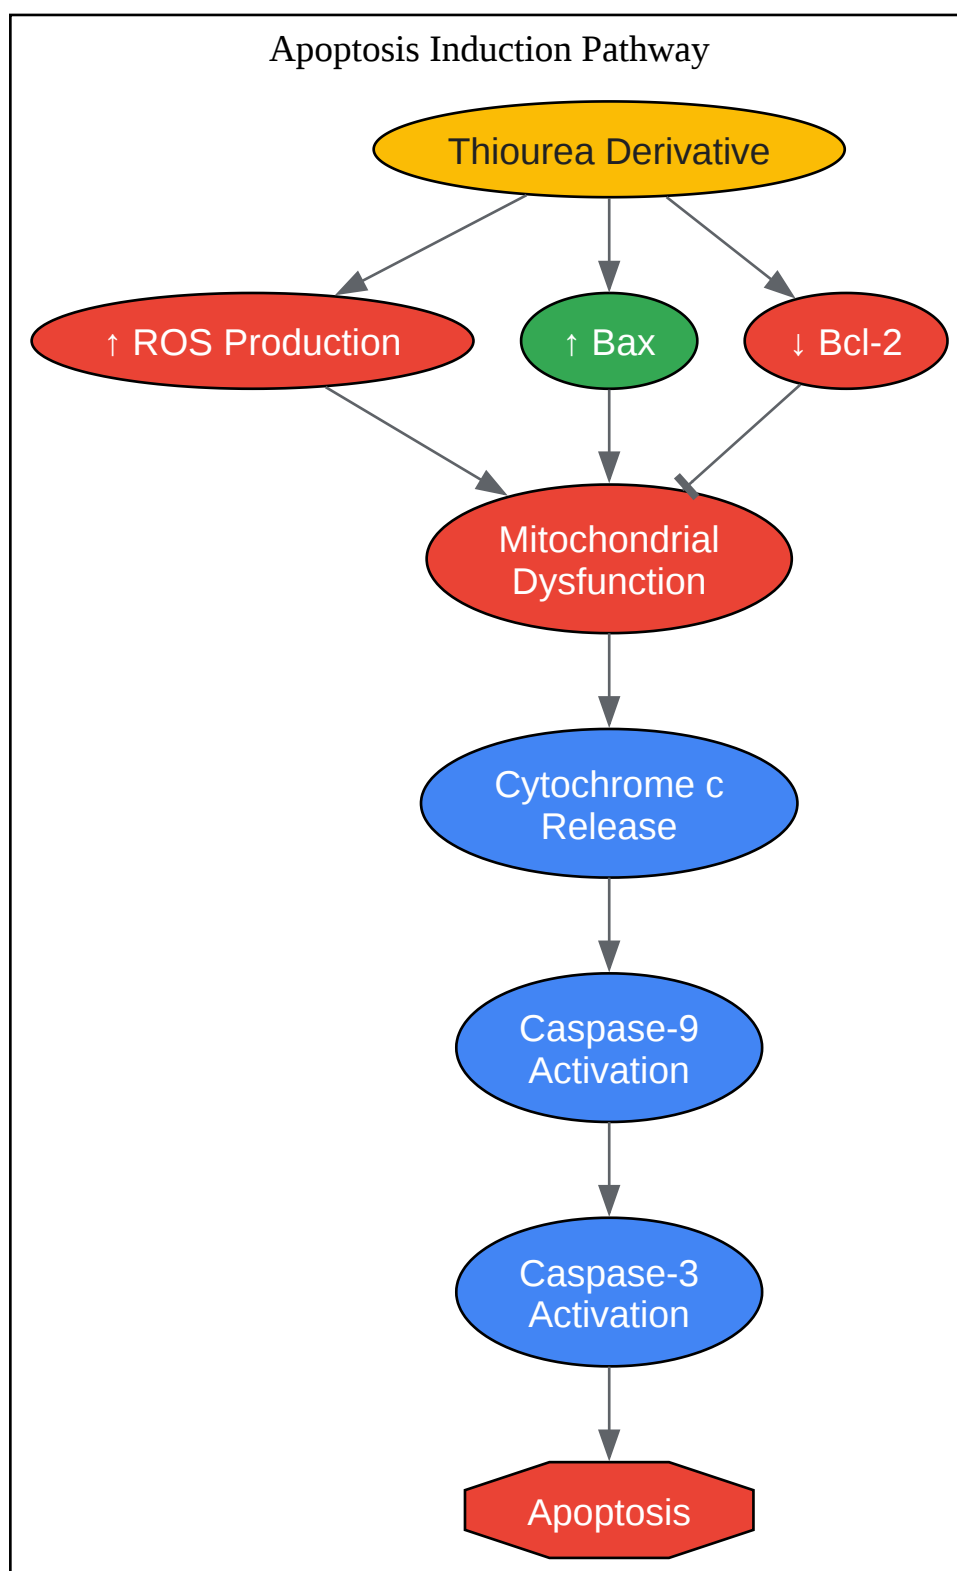 Apoptosis Induction Pathway
Thiourea Derivative
↑ ROS Production
↑ Bax
↓ Bcl-2
Mitochondrial
Dysfunction
Cytochrome c
Release
Caspase-9
Activation
Caspase-3
Activation
Apoptosis